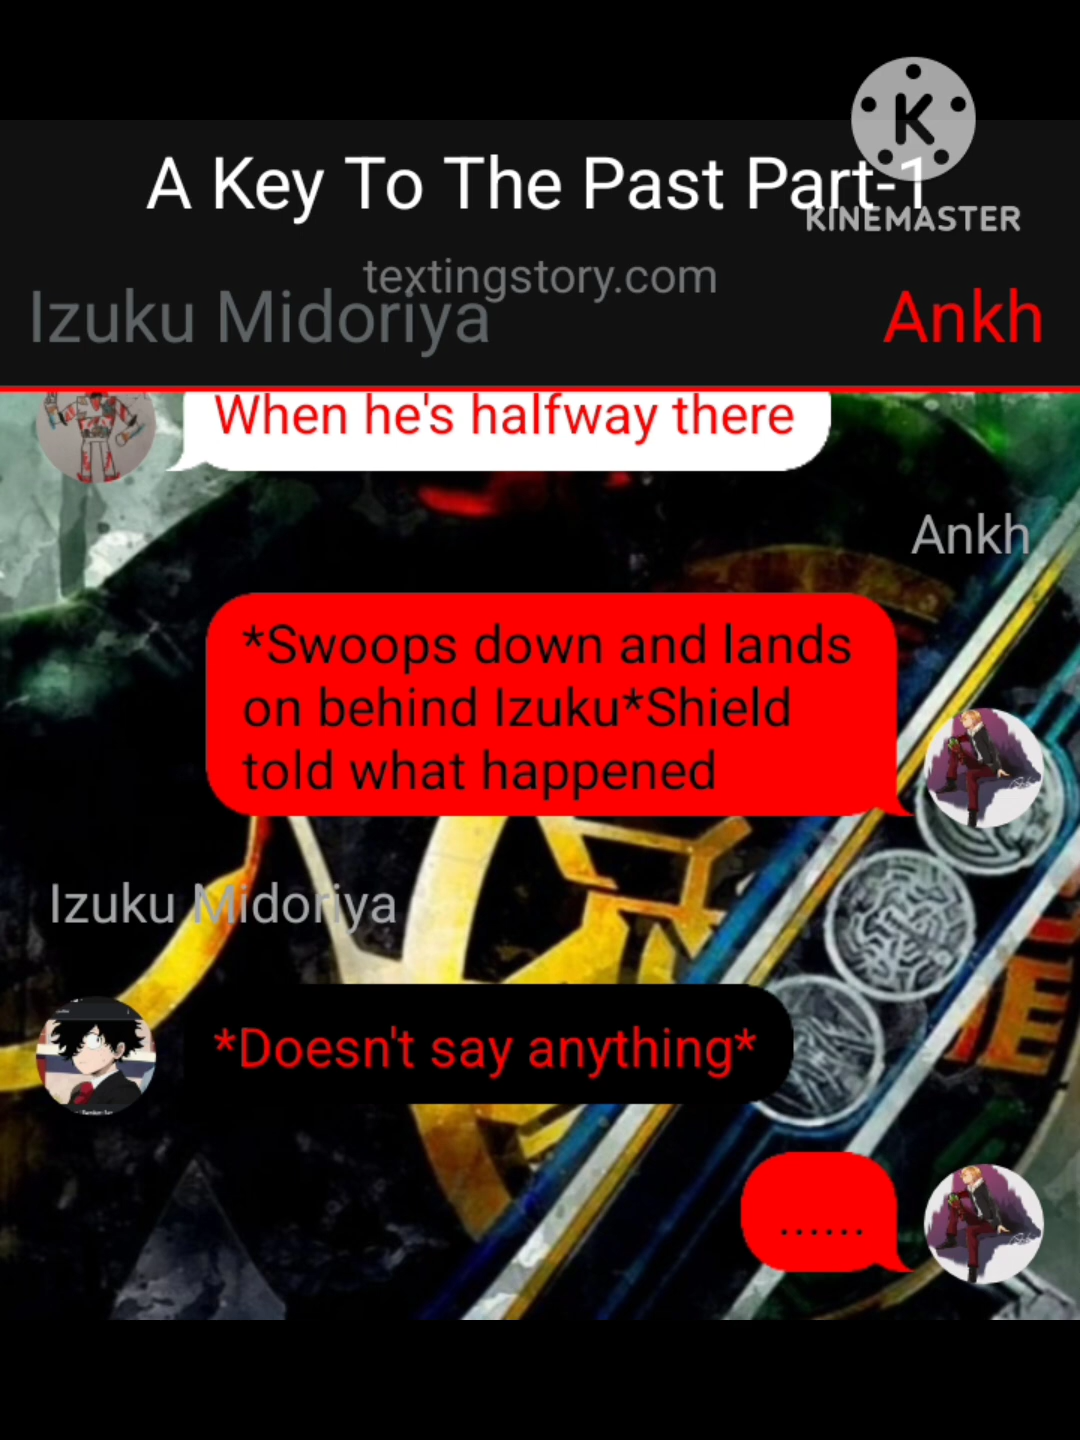 A Key To The Past Part-1
K
KINEMASTER
textingstory.com
Izuku Midoriya
Ankh
When he's halfway there
Ankh
*Swoops down and lands
on behind Izuku*Shield
told what happened
Izuku Midoriya
*Doesn't say anything*
......